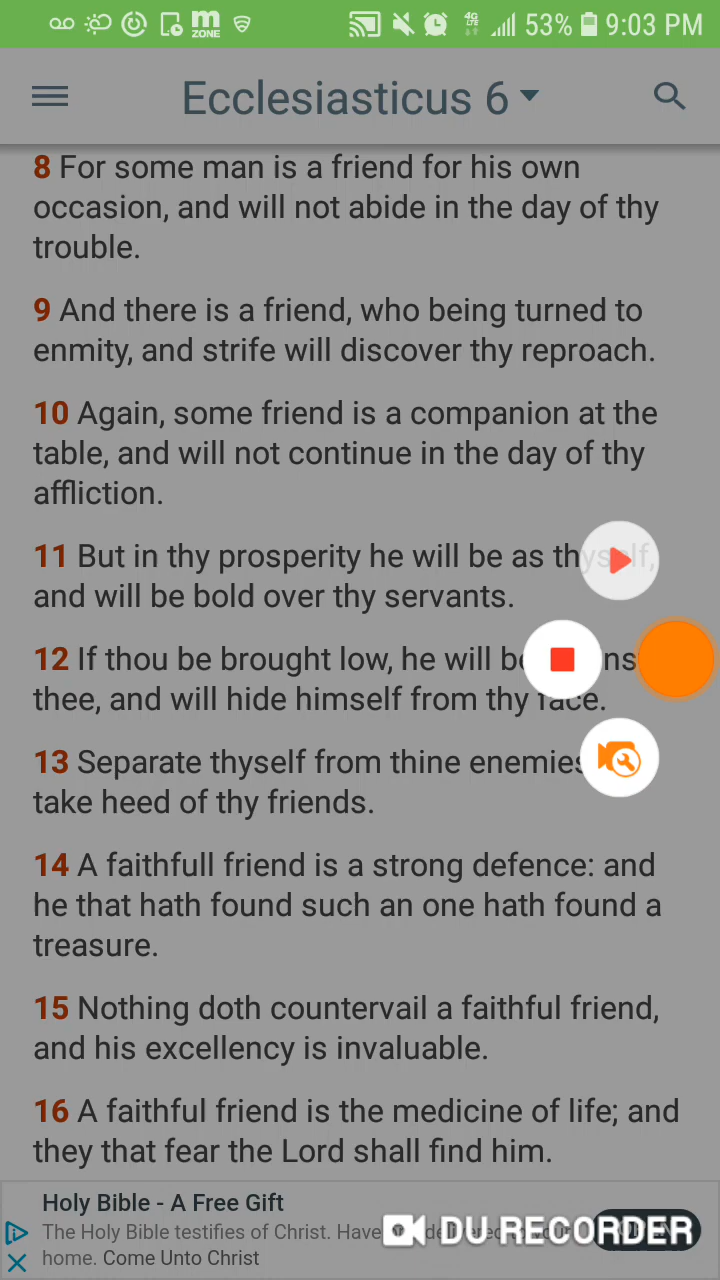 m
ZONE
4G
LTE
53%
9:03 PM
Ecclesiasticus 6
8 For some man is a friend for his own
occasion, and will not abide in the day of thy
trouble.
9 And there is a friend, who being turned to
enmity, and strife will discover thy reproach.
10 Again, some friend is a companion at the
table, and will not continue in the day of thy
affliction.
11 But in thy prosperity he will be as thyself,
and will be bold over thy servants.
12 If thou be brought low, he will be
thee, and will hide himself from thy face.
13 Separate thyself from thine enemies
take heed of thy friends.
14 A faithfull friend is a strong defence: and
he that hath found such an one hath found a
treasure.
15 Nothing doth countervail a faithful friend,
and his excellency is invaluable.
16 A faithful friend is the medicine of life; and
they that fear the Lord shall find him.
Holy Bible - A Free Gift
The Holy Bible testifies of Christ. Have
home. Come Unto Christ
DU RECORDER